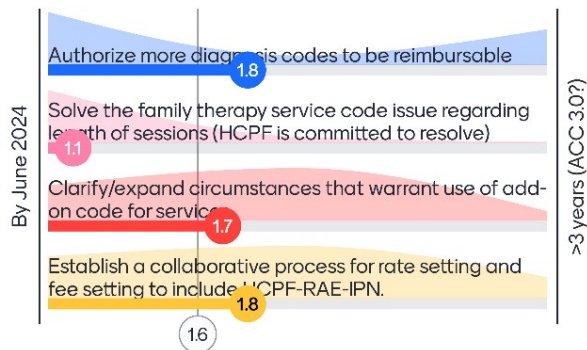 Authorize more diagnosis codes to be reimbursable
1.8
Solve the family therapy service code issue regarding
length of sessions (HCPF is committed to resolve)
1.1
Clarify/expand circumstances that warrant use of add-
on code for service
1.7
Establish a collaborative process for rate setting and
fee setting to include HCPF-RAE-IPN.
1.8
1.6
By June 2024
>3 years (ACC 3.0?)